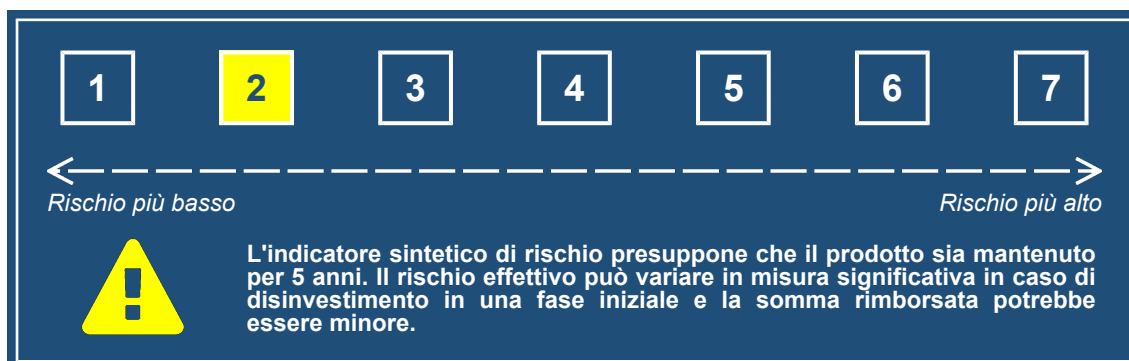 1 2 3 4 5 6 7
Rischio più basso Rischio più alto
L'indicatore sintetico di rischio presuppone che il prodotto sia mantenuto
per 5 anni. Il rischio effettivo può variare in misura significativa in caso di
disinvestimento in una fase iniziale e la somma rimborsata potrebbe
essere minore.